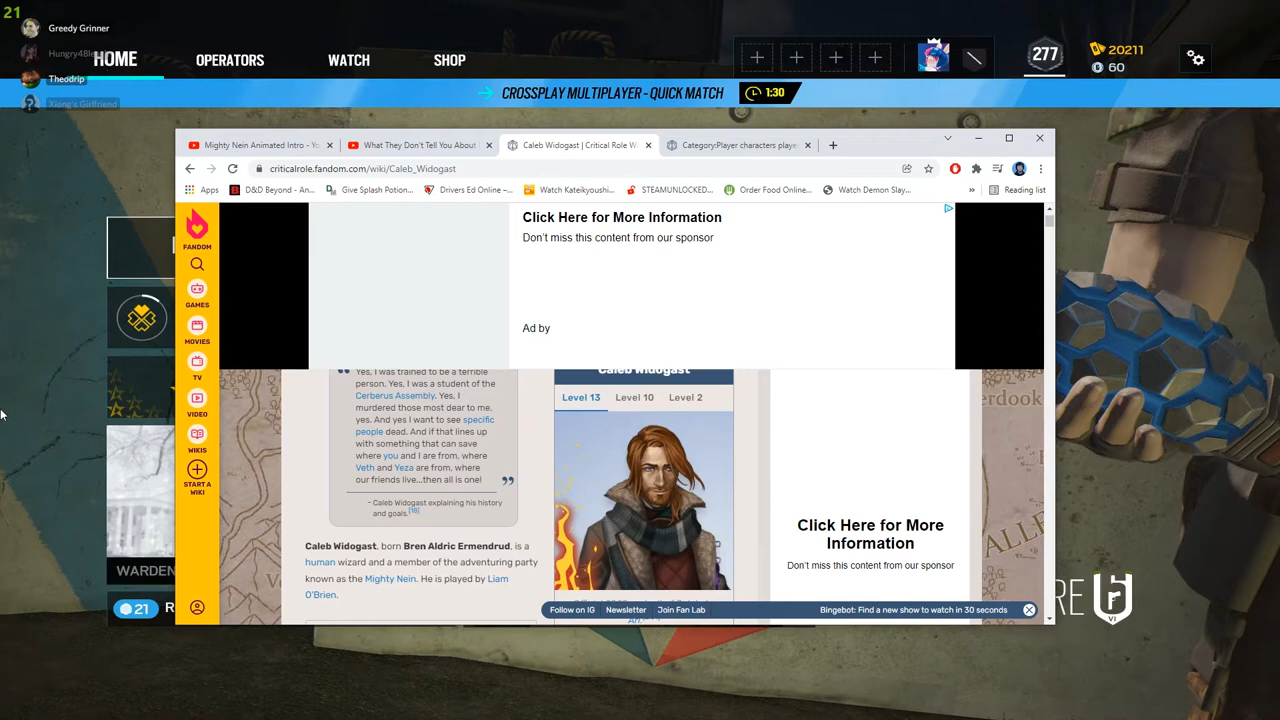 21
Greedy Grinner
HOME
OPERATORS
WATCH
SHOP
277
20211
60
Theodrip
Xiong's Girlfriend
CROSSPLAY MULTIPLAYER - QUICK MATCH
1:30
Mighty Nein Animated Intro - Yo
What They Don't Tell You About
Caleb Widogast | Critical Role W
Category:Player characters playe
criticalrole.fandom.com/wiki/Caleb_Widogast
Apps
D&D Beyond - An...
Give Splash Potion...
Drivers Ed Online –...
Watch Kateikyoushi...
STEAMUNLOCKED...
Order Food Online...
Watch Demon Slay...
»
Reading list
FANDOM
GAMES
MOVIES
TV
VIDEO
WIKIS
START A
WIKI
Click Here for More Information
Don't miss this content from our sponsor
Ad by
Yes, I was trained to be a terrible
person. Yes, I was a student of the
Cerberus Assembly. Yes, I
murdered those most dear to me,
yes. And yes I want to see specific
people dead. And if that lines up
with something that can save
where you and I are from, where
Veth and Yeza are from, where
our friends live...then all is one!
– Caleb Widogast explaining his history
and goals.[18]
Caleb Widogast, born Bren Aldric Ermendrud, is a
human wizard and a member of the adventuring party
known as the Mighty Nein. He is played by Liam
O'Brien.
Caleb Widogast
Level 13
Level 10
Level 2
Click Here for More
Information
Don't miss this content from our sponsor
Follow on IG
Newsletter
Join Fan Lab
Bingebot: Find a new show to watch in 30 seconds
erdook
WARDEN
21
R
RE
VI